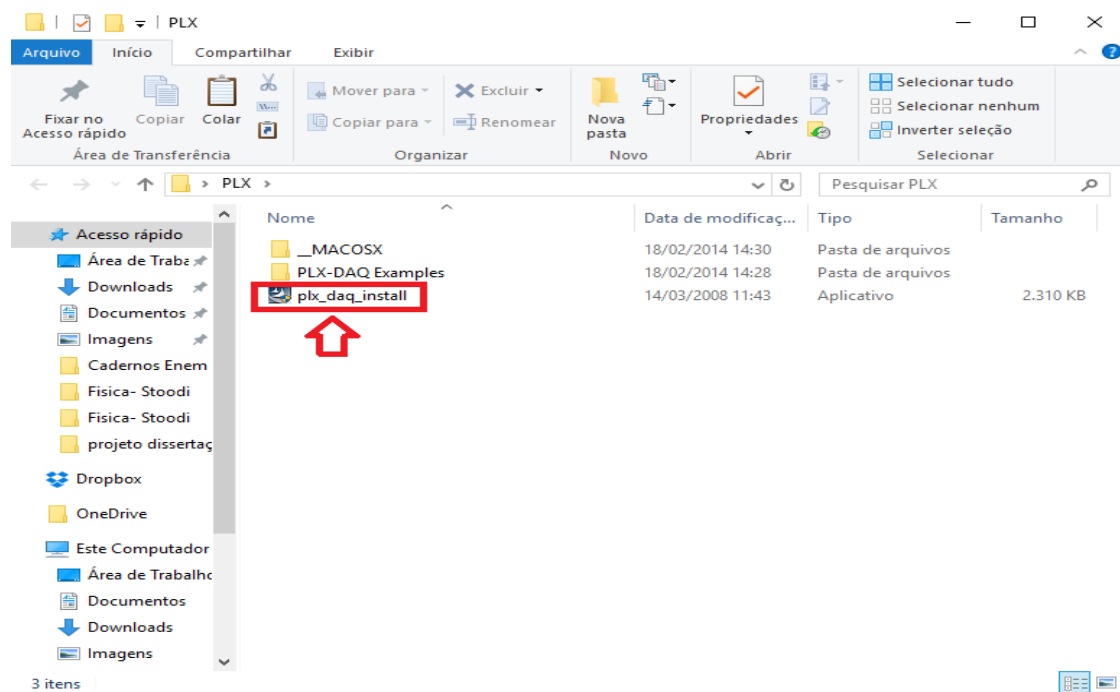 PLX
Arquivo Início Compartilhar Exibir
Mover para Excluir
Selecionar tudo
Fixar no Acesso rápido Copiar Colar
Copiar para Renomear
Nova pasta
Propriedades
Selecionar nenhum
Inverter seleção
Área de Transferência Organizar Novo Abrir Selecionar
PLX Pesquisar PLX
Nome Data de modificaç... Tipo Tamanho
Acesso rápido
__MACOSX 18/02/2014 14:30 Pasta de arquivos
Área de Traba
PLX-DAQ Examples 18/02/2014 14:28 Pasta de arquivos
Downloads
plx_daq_install 14/03/2008 11:43 Aplicativo 2.310 KB
Documentos
Imagens
Cadernos Enem
Fisica- Stoodi
Fisica- Stoodi
projeto dissertaç
Dropbox
OneDrive
Este Computador
Área de Trabalho
Documentos
Downloads
Imagens
3 itens